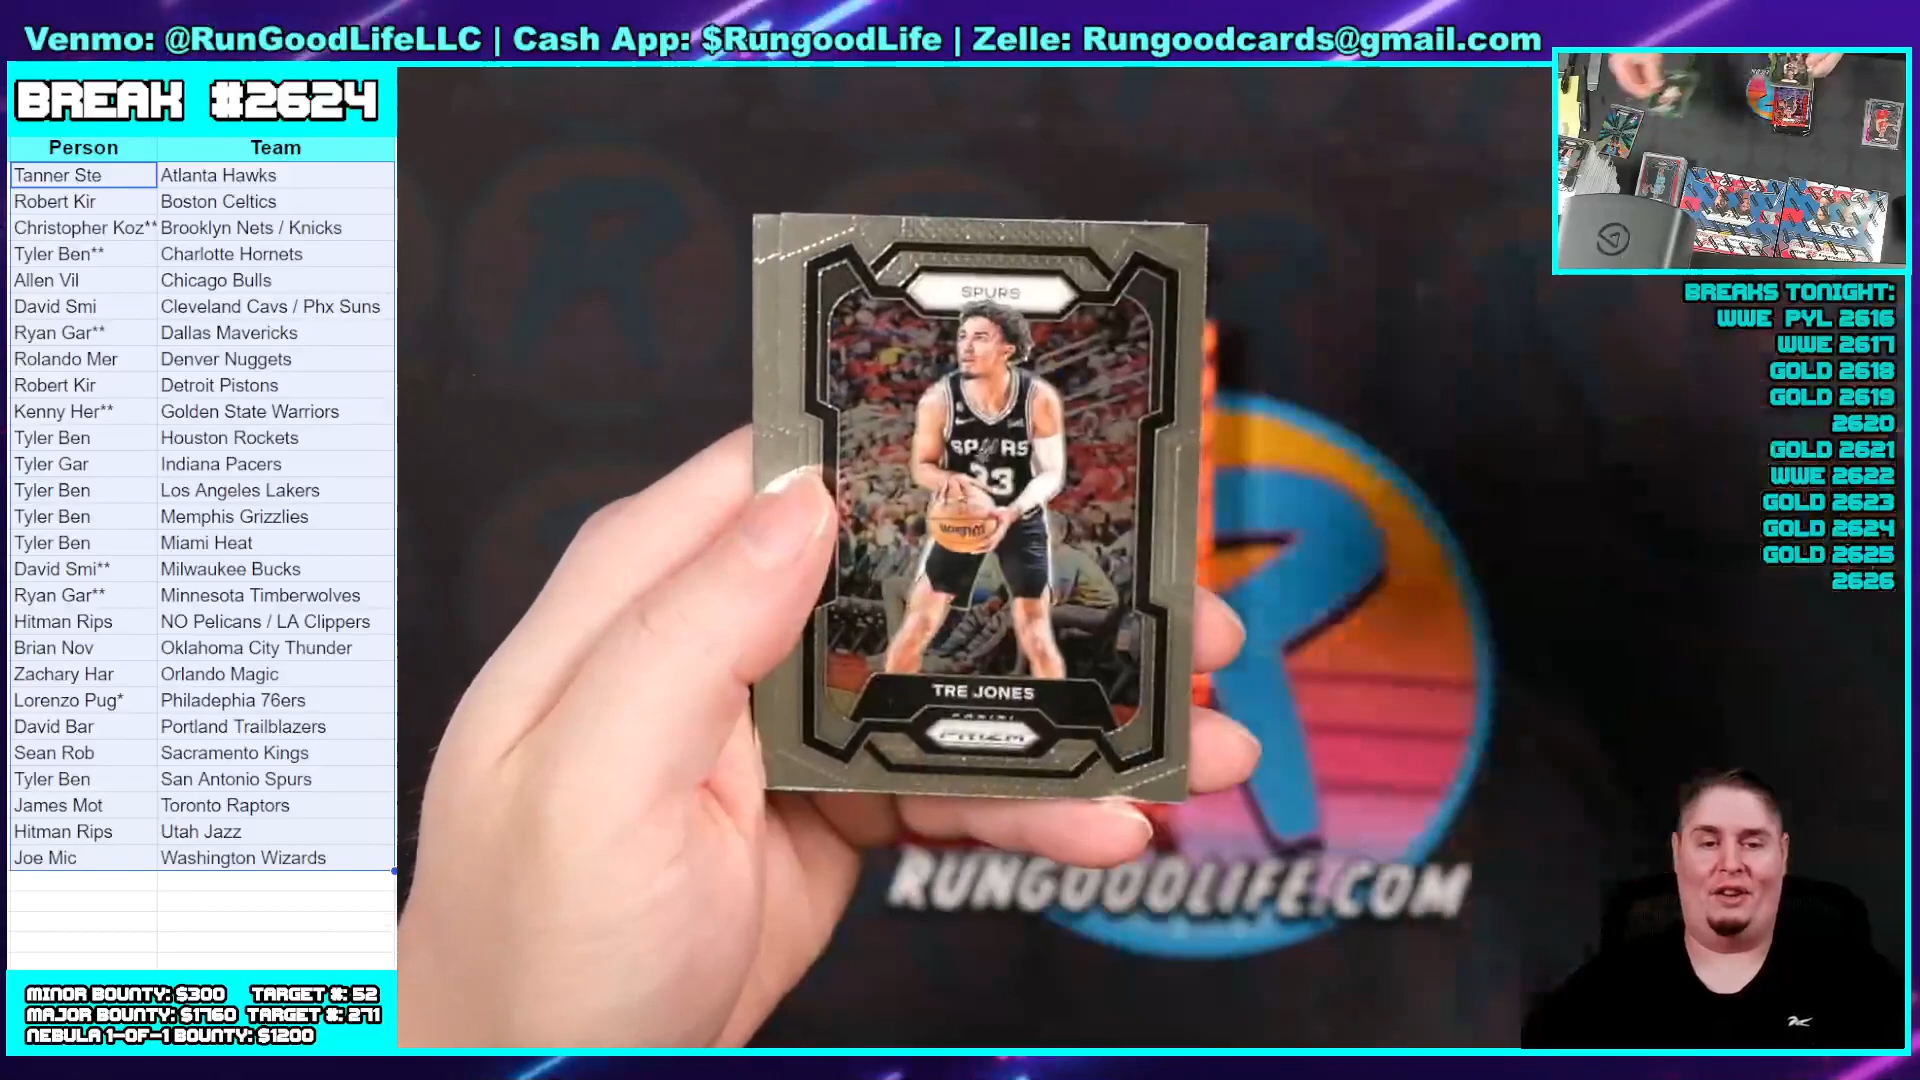 Venmo: @RunGoodLifeLLC | Cash App: $RungoodLife | Zelle: Rungoodcards@gmail.com
BREAK #2624
Person Team
Tanner Ste Atlanta Hawks
Robert Kir Boston Celtics
Christopher Koz** Brooklyn Nets / Knicks
Tyler Ben** Charlotte Hornets
Allen Vil Chicago Bulls
David Smi Cleveland Cavs / Phx Suns
Ryan Gar** Dallas Mavericks
Rolando Mer Denver Nuggets
Robert Kir Detroit Pistons
Kenny Her** Golden State Warriors
Tyler Ben Houston Rockets
Tyler Gar Indiana Pacers
Tyler Ben Los Angeles Lakers
Tyler Ben Memphis Grizzlies
Tyler Ben Miami Heat
David Smi** Milwaukee Bucks
Ryan Gar** Minnesota Timberwolves
Hitman Rips NO Pelicans / LA Clippers
Brian Nov Oklahoma City Thunder
Zachary Har Orlando Magic
Lorenzo Pug* Philadephia 76ers
David Bar Portland Trailblazers
Sean Rob Sacramento Kings
Tyler Ben San Antonio Spurs
James Mot Toronto Raptors
Hitman Rips Utah Jazz
Joe Mic Washington Wizards
MINOR BOUNTY: $300 TARGET #: 52
MAJOR BOUNTY: $1760 TARGET #: 271
NEBULA 1-OF-1 BOUNTY: $1200
SPURS
SPURS
23
TRE JONES
PANINI
PRIZM
RUNGOODLIFE.COM
BREAKS TONIGHT:
WWE PYL 2616
WWE 2617
GOLD 2618
GOLD 2619
2620
GOLD 2621
WWE 2622
GOLD 2623
GOLD 2624
GOLD 2625
2626